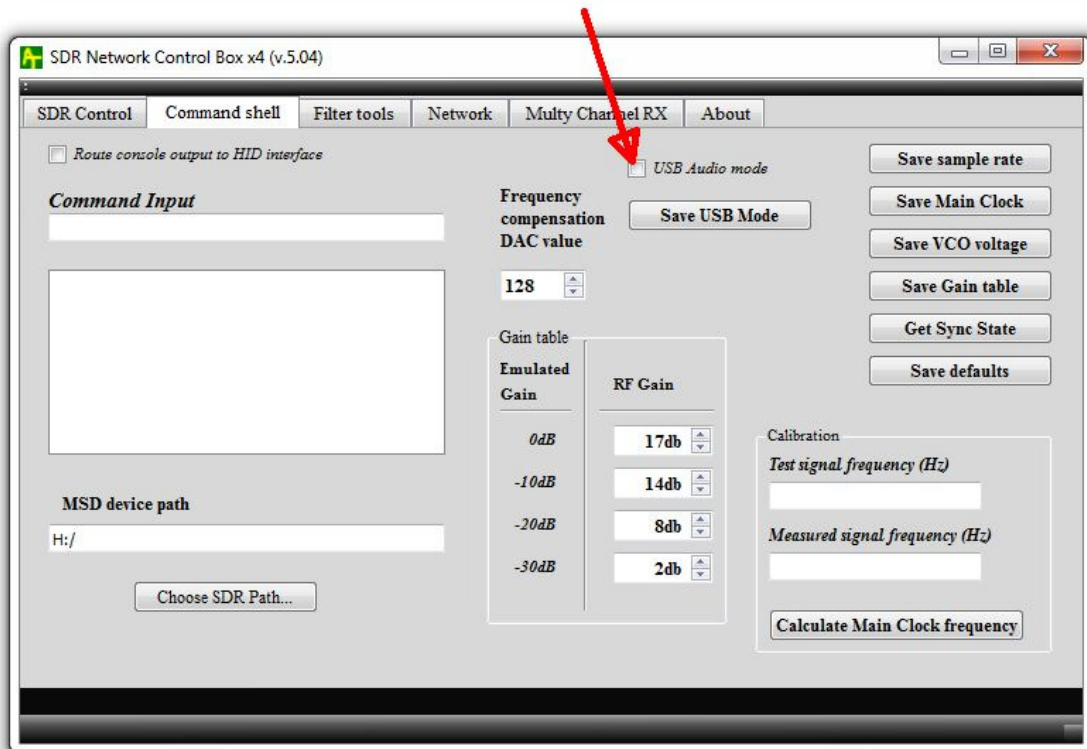 SDR Network Control Box x4 (v.5.04)
SDR Control
Command shell
Filter tools
Network
Multy Channel RX
About
Route console output to HID interface
Command Input
MSD device path
H:/
Choose SDR Path...
USB Audio mode
Frequency
compensation
DAC value
Save USB Mode
128
Gain table
Emulated
Gain
RF Gain
0dB
17db
-10dB
14db
-20dB
8db
-30dB
2db
Save sample rate
Save Main Clock
Save VCO voltage
Save Gain table
Get Sync State
Save defaults
Calibration
Test signal frequency (Hz)
Measured signal frequency (Hz)
Calculate Main Clock frequency